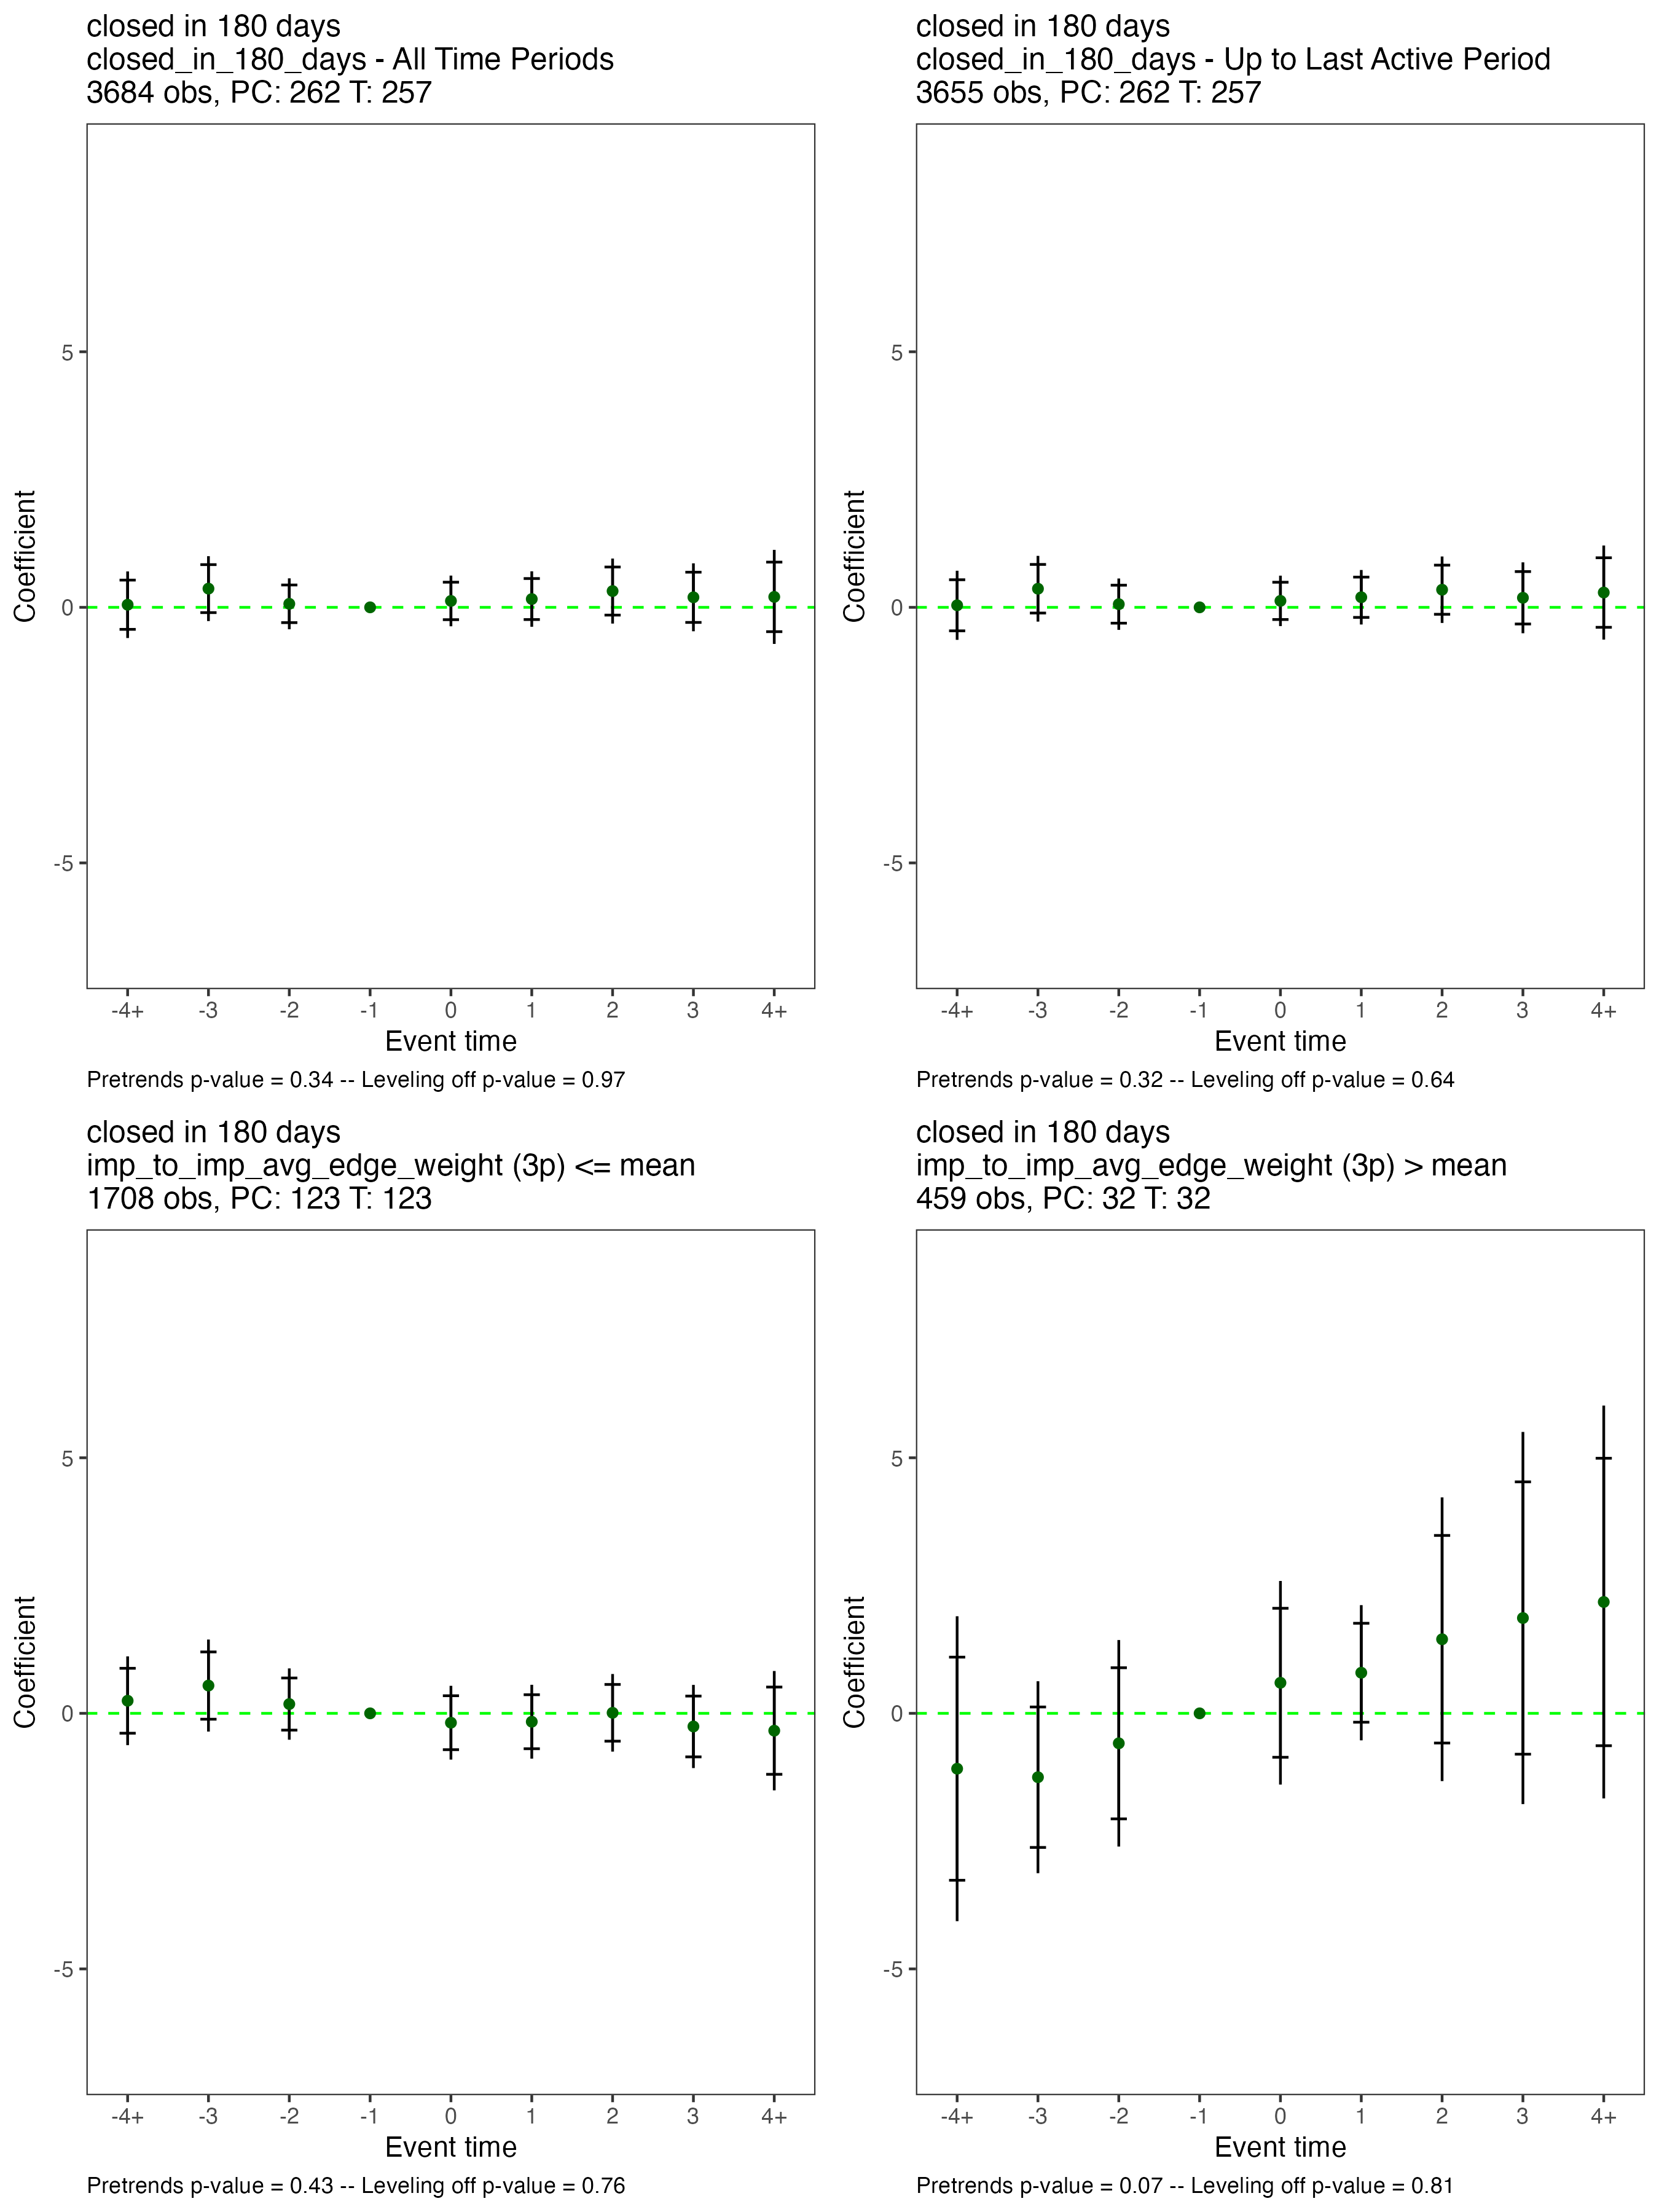 closed in 180 days
closed_in_180_days - All Time Periods
3684 obs, PC: 262 T: 257
Coefficient
5
0
-5
-4+ -3 -2 -1 0 1 2 3 4+
Event time
Pretrends p-value = 0.34 -- Leveling off p-value = 0.97
closed in 180 days
closed_in_180_days - Up to Last Active Period
3655 obs, PC: 262 T: 257
Coefficient
5
0
-5
-4+ -3 -2 -1 0 1 2 3 4+
Event time
Pretrends p-value = 0.32 -- Leveling off p-value = 0.64
closed in 180 days
imp_to_imp_avg_edge_weight (3p) <= mean
1708 obs, PC: 123 T: 123
Coefficient
5
0
-5
-4+ -3 -2 -1 0 1 2 3 4+
Event time
Pretrends p-value = 0.43 -- Leveling off p-value = 0.76
closed in 180 days
imp_to_imp_avg_edge_weight (3p) > mean
459 obs, PC: 32 T: 32
Coefficient
5
0
-5
-4+ -3 -2 -1 0 1 2 3 4+
Event time
Pretrends p-value = 0.07 -- Leveling off p-value = 0.81